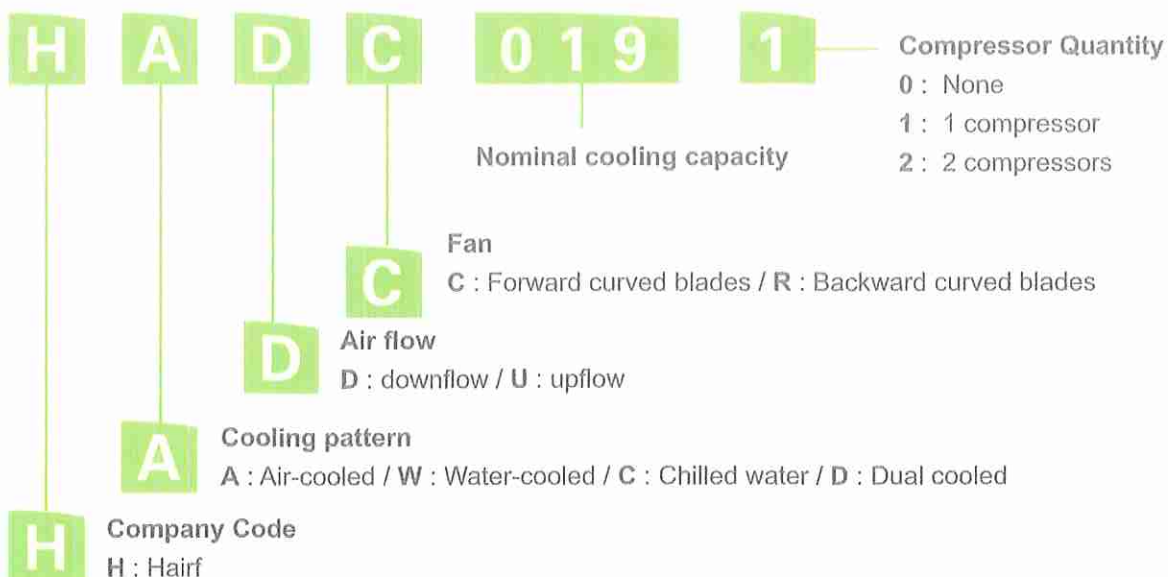 H A D C 019 1
Compressor Quantity
0 : None
1 : 1 compressor
2 : 2 compressors
Nominal cooling capacity
C
Fan
C : Forward curved blades / R : Backward curved blades
D
Air flow
D : downflow / U : upflow
A
Cooling pattern
A : Air-cooled / W : Water-cooled / C : Chilled water / D : Dual cooled
H
Company Code
H : Hairf